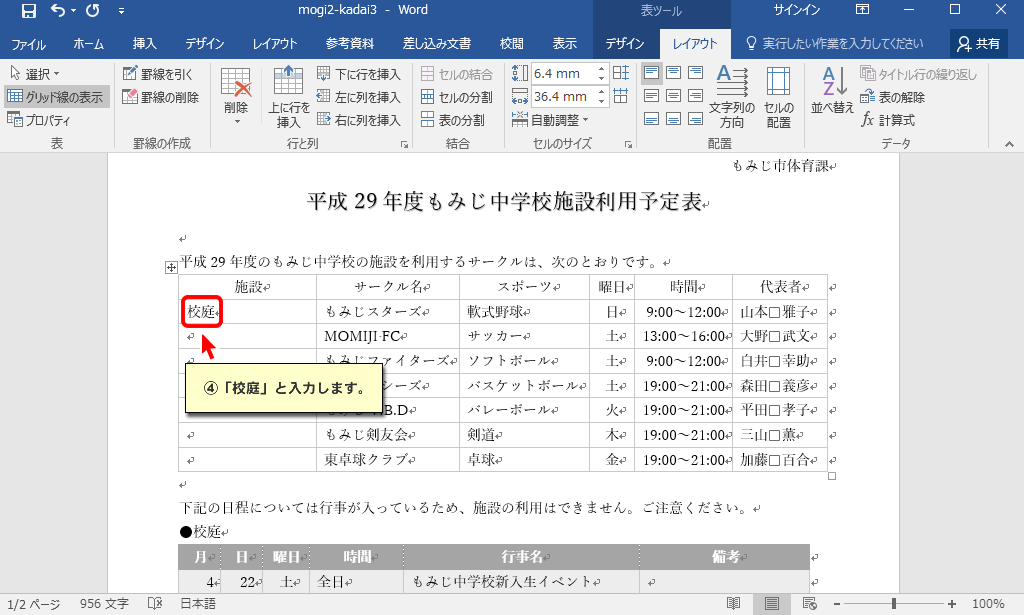 mogi2-kadai3 - Word
表ツール
サインイン
ファイル ホーム 挿入 デザイン レイアウト 参考資料 差し込み文書 校閲 表示 デザイン レイアウト 実行したい作業を入力してください 共有
選択
グリッド線の表示
プロパティ
表
罫線を引く
罫線の削除
罫線の作成
削除
上に行を
挿入
下に行を挿入
左に列を挿入
右に列を挿入
行と列
セルの結合
セルの分割
表の分割
結合
6.4 mm
36.4 mm
自動調整
セルのサイズ
文字列の
方向
セルの
配置
配置
並べ替え
タイトル行の繰り返し
表の解除
計算式
データ
もみじ市体育課
平成 29 年度もみじ中学校施設利用予定表
平成 29 年度のもみじ中学校の施設を利用するサークルは、次のとおりです。
施設 サークル名 スポーツ 曜日 時間 代表者
校庭 もみじスターズ 軟式野球 日 9:00～12:00 山本□雅子
MOMIJI-FC サッカー 土 13:00～16:00 大野□武文
もみじファイターズ ソフトボール 土 9:00～12:00 白井□幸助
シーズ バスケットボール 土 19:00～21:00 森田□義彦
B.D バレーボール 火 19:00～21:00 平田□孝子
もみじ剣友会 剣道 木 19:00～21:00 三山□薫
東卓球クラブ 卓球 金 19:00～21:00 加藤□百合
④「校庭」と入力します。
下記の日程については行事が入っているため、施設の利用はできません。ご注意ください。
●校庭
月 日 曜日 時間 行事名 備考
4 22 土 全日 もみじ中学校新入生イベント
1/2 ページ 956 文字 日本語 100%